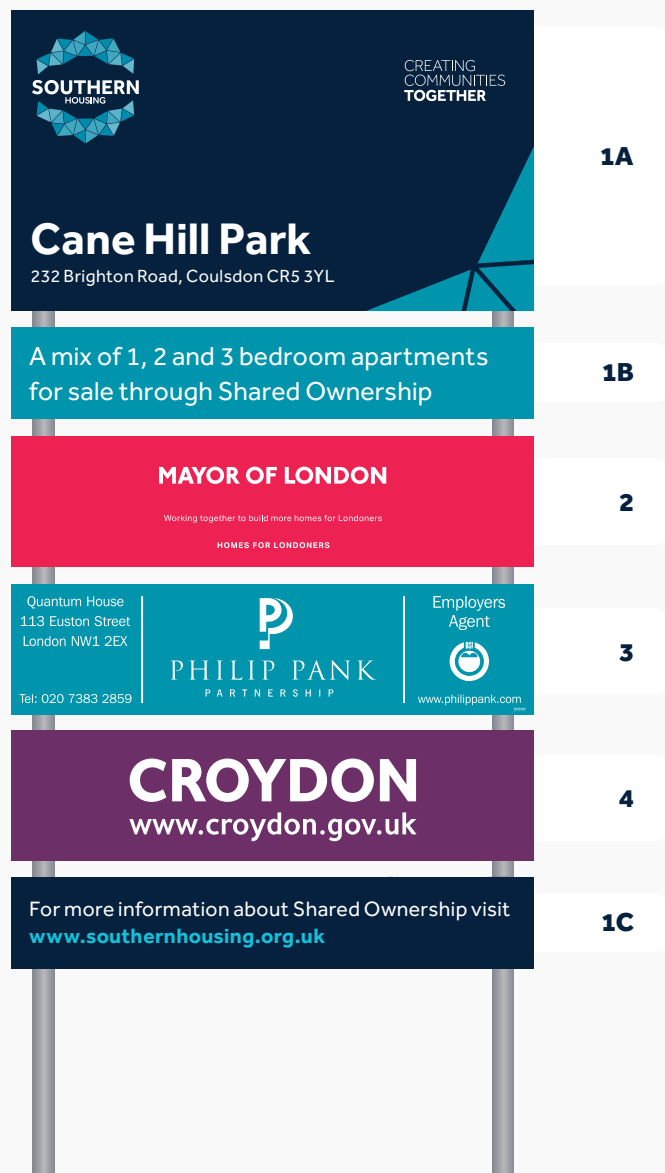 SOUTHERN
HOUSING
CREATING
COMMUNITIES
TOGETHER
1A
Cane Hill Park
232 Brighton Road, Coulsdon CR5 3YL
A mix of 1, 2 and 3 bedroom apartments
for sale through Shared Ownership
1B
MAYOR OF LONDON
Working together to build more homes for Londoners
HOMES FOR LONDONERS
2
Quantum House
113 Euston Street
London NW1 2EX
Tel: 020 7383 2859
PHILIP PANK
PARTNERSHIP
Employers
Agent
www.philippank.com
3
CROYDON
www.croydon.gov.uk
4
For more information about Shared Ownership visit
www.southernhousing.org.uk
1C